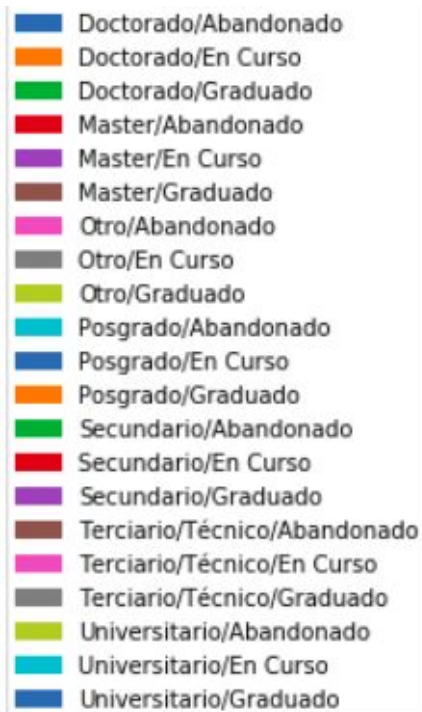 Doctorado/Abandonado
Doctorado/En Curso
Doctorado/Graduado
Master/Abandonado
Master/En Curso
Master/Graduado
Otro/Abandonado
Otro/En Curso
Otro/Graduado
Posgrado/Abandonado
Posgrado/En Curso
Posgrado/Graduado
Secundario/Abandonado
Secundario/En Curso
Secundario/Graduado
Terciario/Técnico/Abandonado
Terciario/Técnico/En Curso
Terciario/Técnico/Graduado
Universitario/Abandonado
Universitario/En Curso
Universitario/Graduado